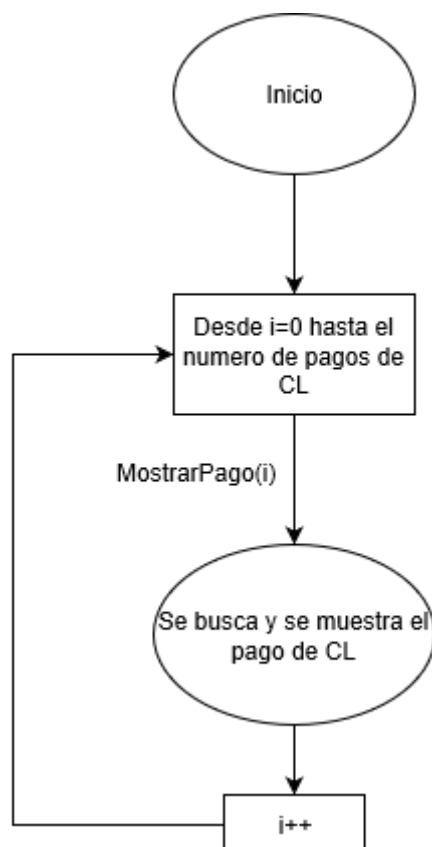 Inicio
Desde i=0 hasta el
numero de pagos de
CL
MostrarPago(i)
Se busca y se muestra el
pago de CL
i++